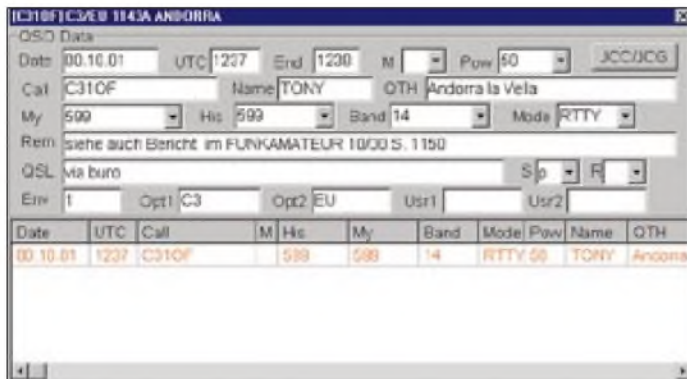 [C31OF] C3/EU 1143A ANDORRA
QSO Data
Date 00.10.01 UTC 1237 End 1238 M Pow 50 JCC/JCG
Call C31OF Name TONY QTH Andorra la Vella
My 599 His 599 Band 14 Mode RTTY
Rem siehe auch Bericht im FUNKAMATEUR 10/00 S. 1150
QSL via buro S p R
Env 1 Opt1 C3 Opt2 EU Usr1 Usr2
Date UTC Call M His My Band Mode Pow Name QTH
00.10.01 1237 C31OF 599 599 14 RTTY 50 TONY Andorra